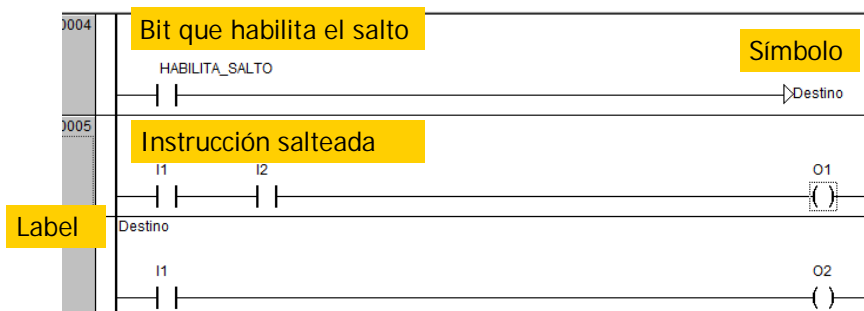 0004
Bit que habilita el salto
Símbolo
HABILITA_SALTO
Destino
0005
Instrucción salteada
I1 I2 O1
Label
Destino
I1 O2